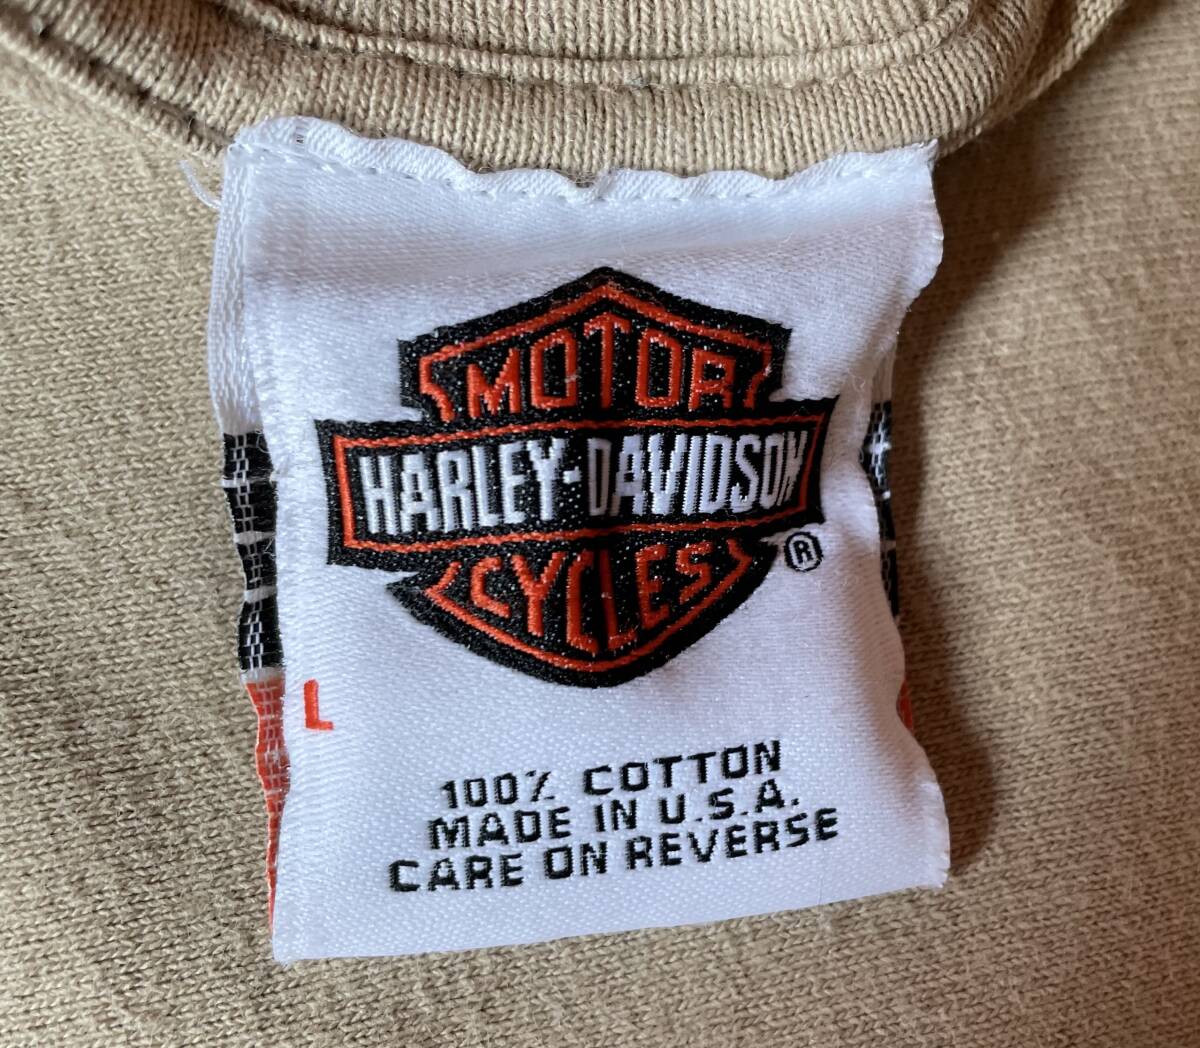 MOTOR
HARLEY-DAVIDSON
CYCLES
®
L
100% COTTON
MADE IN U.S.A.
CARE ON REVERSE